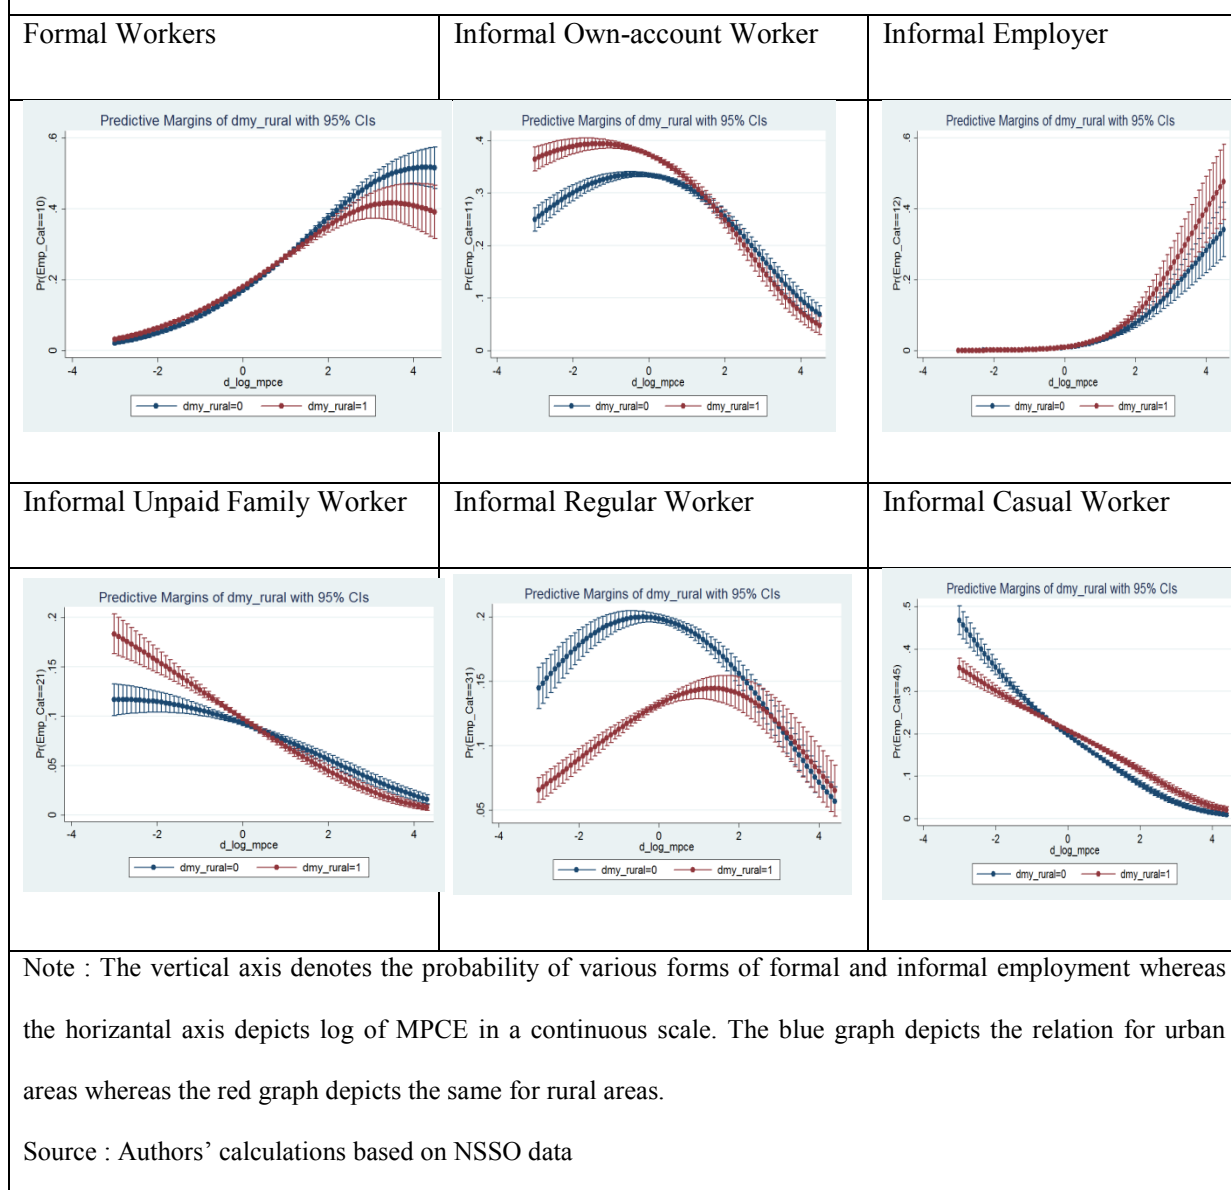 Formal Workers
Informal Own-account Worker
Informal Employer
Predictive Margins of dmy_rural with 95% CIs
Pr(Emp_Cat==10)
.6
.4
.2
0
-4 -2 0 2 4
d_log_mpce
dmy_rural=0 dmy_rural=1
Predictive Margins of dmy_rural with 95% CIs
Pr(Emp_Cat==11)
.4
.3
.2
.1
0
-4 -2 0 2 4
d_log_mpce
dmy_rural=0 dmy_rural=1
Predictive Margins of dmy_rural with 95% CIs
Pr(Emp_Cat==12)
.6
.4
.2
0
-4 -2 0 2 4
d_log_mpce
dmy_rural=0 dmy_rural=1
Informal Unpaid Family Worker
Informal Regular Worker
Informal Casual Worker
Predictive Margins of dmy_rural with 95% CIs
Pr(Emp_Cat==21)
.2
.15
.1
.05
0
-4 -2 0 2 4
d_log_mpce
dmy_rural=0 dmy_rural=1
Predictive Margins of dmy_rural with 95% CIs
Pr(Emp_Cat==31)
.2
.15
.1
.05
-4 -2 0 2 4
d_log_mpce
dmy_rural=0 dmy_rural=1
Predictive Margins of dmy_rural with 95% CIs
Pr(Emp_Cat==45)
.5
.4
.3
.2
.1
0
-4 -2 0 2 4
d_log_mpce
dmy_rural=0 dmy_rural=1
Note : The vertical axis denotes the probability of various forms of formal and informal employment whereas
the horizantal axis depicts log of MPCE in a continuous scale. The blue graph depicts the relation for urban
areas whereas the red graph depicts the same for rural areas.
Source : Authors’ calculations based on NSSO data